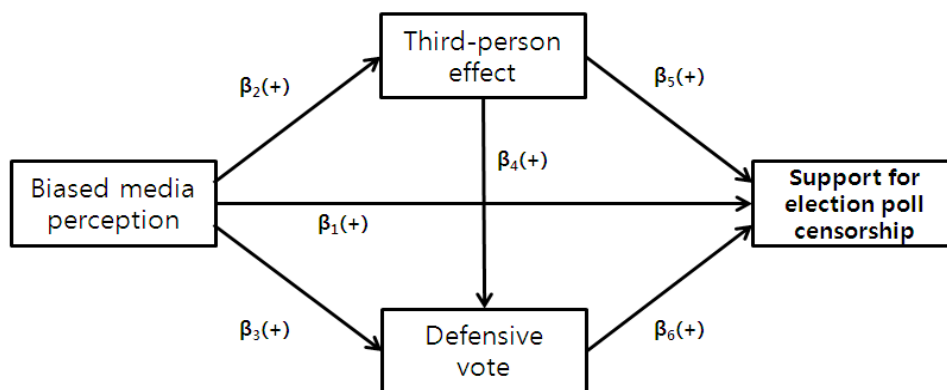 Third-person
effect
β₂(+)
β₅(+)
β₄(+)
Biased media
perception
Support for
election poll
censorship
β₁(+)
β₃(+)
Defensive
vote
β₆(+)